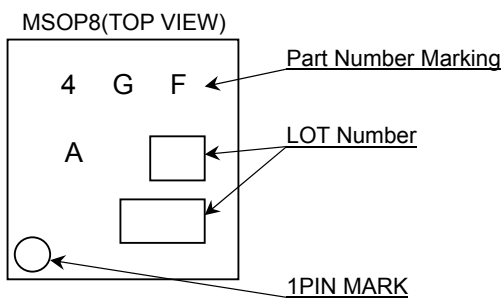 MSOP8(TOP VIEW)
4 G F
Part Number Marking
A
LOT Number
1PIN MARK